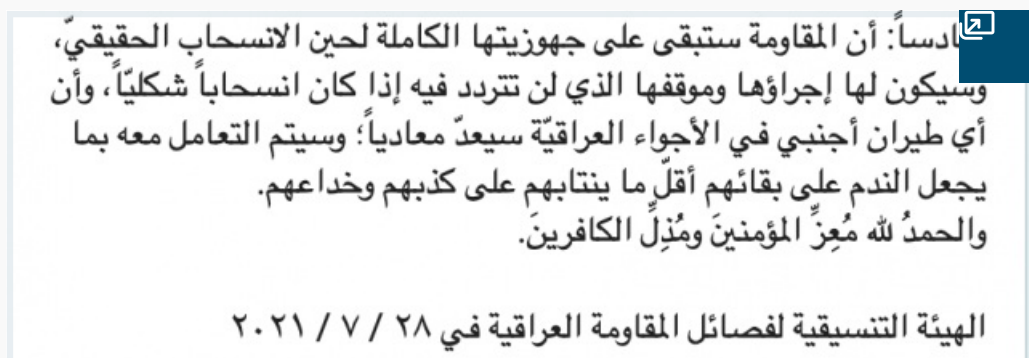 ادساً: أن المقاومة ستبقى على جهوزيتها الكاملة لحين الانسحاب الحقيقيّ،
وسيكون لها إجراؤها وموقفها الذي لن تتردد فيه إذا كان انسحاباً شكليّاً، وأن
أي طيران أجنبي في الأجواء العراقيّة سيعدّ معادياً؛ وسيتم التعامل معه بما
يجعل الندم على بقائهم أقلّ ما ينتابهم على كذبهم وخداعهم.
والحمدُ لله مُعِزِّ المؤمنينَ ومُذِلِّ الكافرينَ.
الهيئة التنسيقية لفصائل المقاومة العراقية في ٢٨ / ٧ / ٢٠٢١